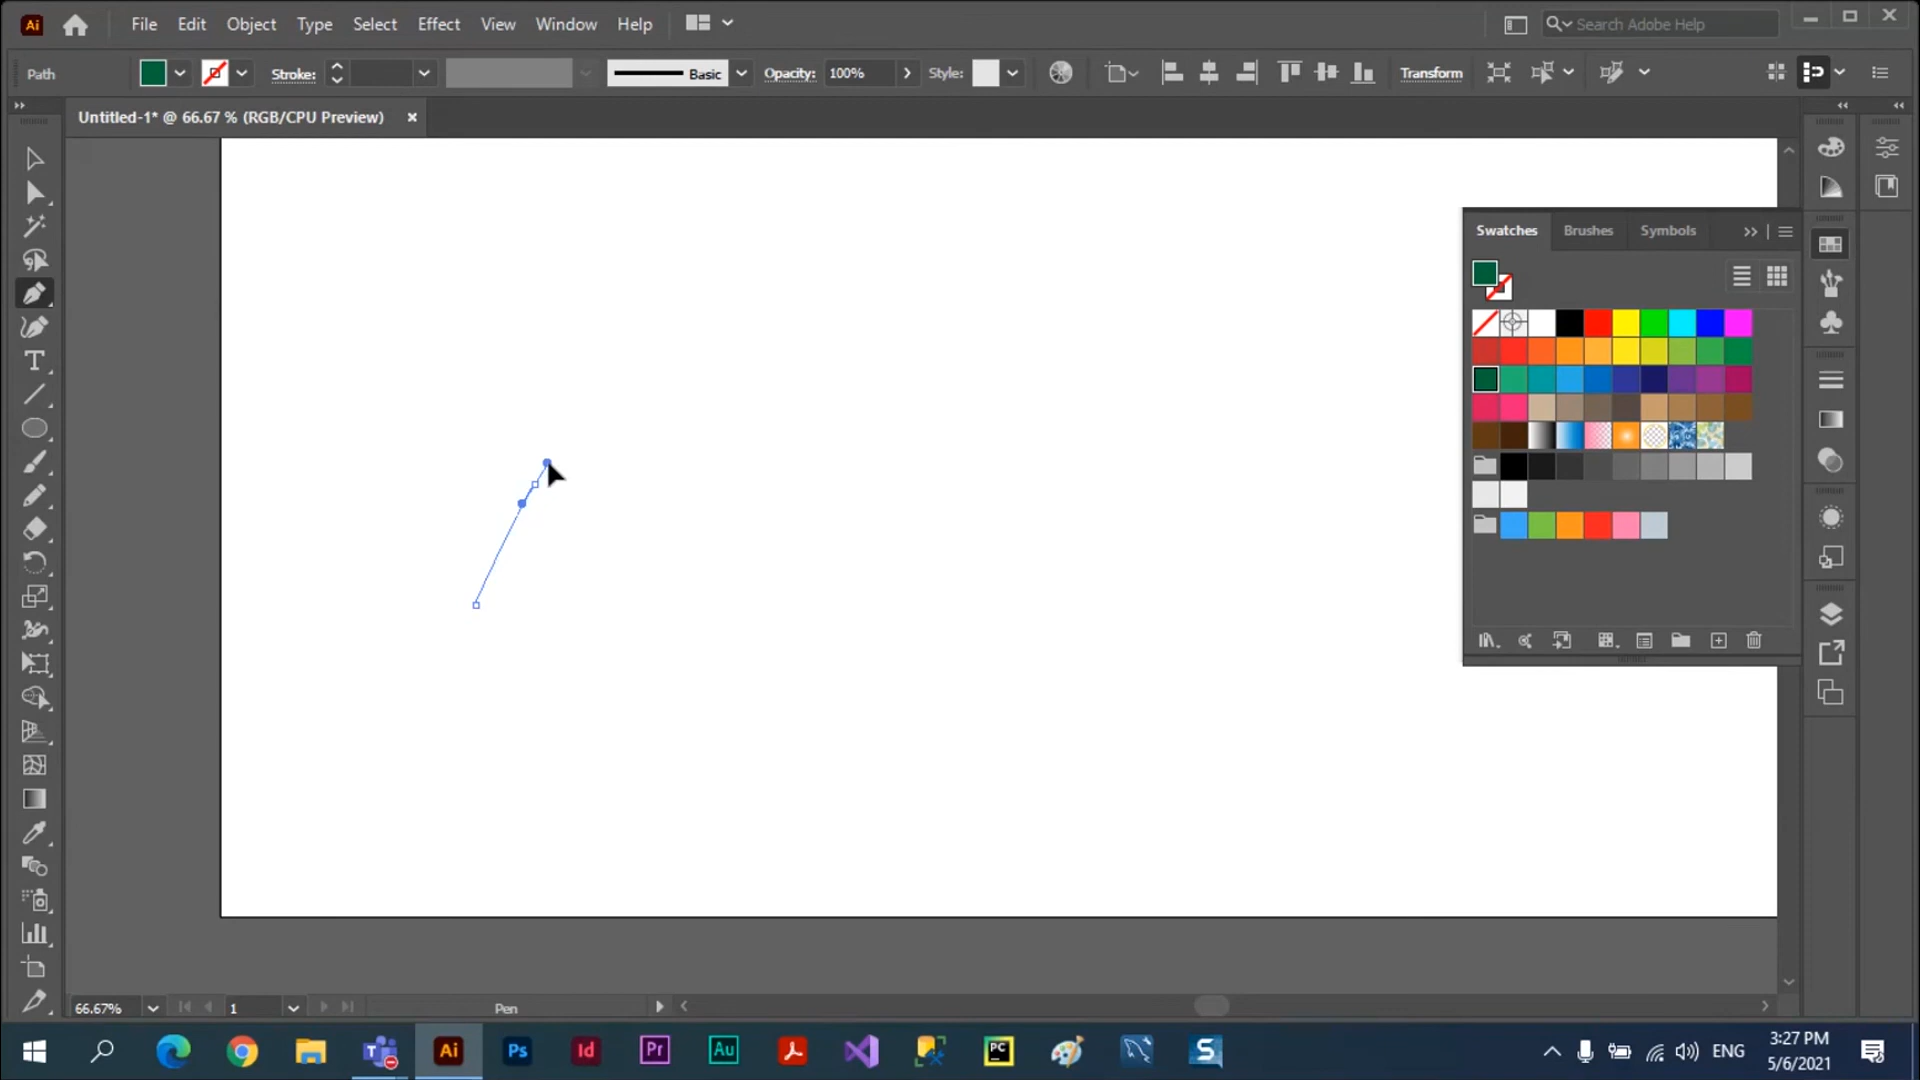 Ai File Edit Object Type Select Effect View Window Help Search Adobe Help
Path Stroke: Basic Opacity: 100% Style: Transform
Untitled-1* @ 66.67 % (RGB/CPU Preview) ×
Swatches Brushes Symbols
66.67% 1 Pen
Ai Ps Id Pr Au PC S ENG 3:27 PM
5/6/2021